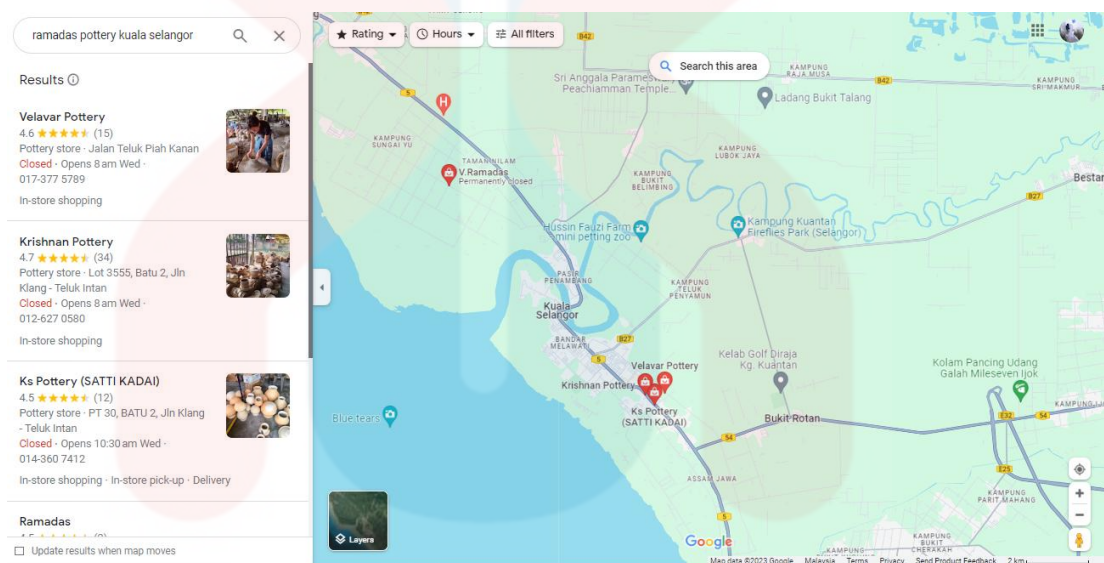 ramadas pottery kuala selangor
Results
Velavar Pottery
4.6 (15)
Pottery store · Jalan Teluk Piah Kanan
Closed · Opens 8 am Wed ·
017-377 5789
In-store shopping
Krishnan Pottery
4.7 (34)
Pottery store · Lot 3555, Batu 2, Jln
Klang - Teluk Intan
Closed · Opens 8 am Wed ·
012-627 0580
In-store shopping
Ks Pottery (SATTI KADAI)
4.5 (12)
Pottery store · PT 30, BATU 2, Jln Klang
- Teluk Intan
Closed · Opens 10:30 am Wed ·
014-360 7412
In-store shopping · In-store pick-up · Delivery
Ramadas
Update results when map moves
Rating
Hours
All filters
Search this area
B42
KAMPUNG
RAJA MUSA
B42
KAMPUNG
SRI MAKMUR
Sri Anggala Parameswary
Peachiamman Temple...
Ladang Bukit Talang
5
H
KAMPUNG
SUNGAI YU
TAMAN NILAM
V.Ramadas
Permanently closed
KAMPUNG
LUBOK JAYA
KAMPUNG
BUKIT
BELIMBING
Bestar
B27
Hussin Fauzi Farm
mini petting zoo
Kampung Kuantan
Fireflies Park (Selangor)
PASIR
PENAMBANG
KAMPUNG
TELUK
PENYAMUN
Kuala
Selangor
BANDAR
MELAWATI
B27
5
Velavar Pottery
Krishnan Pottery
Ks Pottery
(SATTI KADAI)
Kelab Golf Diraja
Kg. Kuantan
Kolam Pancing Udang
Galah Mileseven Ijok
Blue tears
Bukit Rotan
54
E32
54
E25
ASSAM JAWA
5
KAMPUNG
PARIT MAHANG
KAMPUNG
BUKIT
CHERAKAH
Layers
Google
Map data ©2023 Google Malaysia Terms Privacy Send Product Feedback 2 km